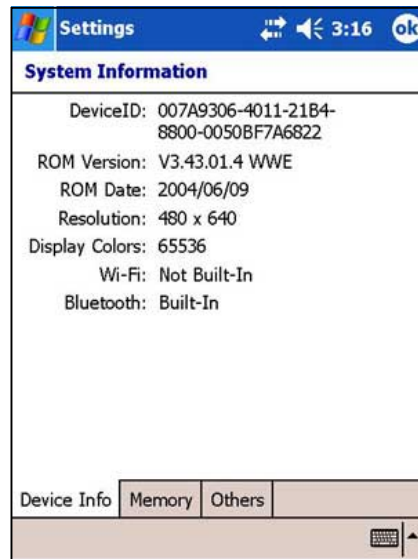 Settings 3:16 ok
System Information
DeviceID: 007A9306-4011-21B4-
8800-0050BF7A6822
ROM Version: V3.43.01.4 WWE
ROM Date: 2004/06/09
Resolution: 480 x 640
Display Colors: 65536
Wi-Fi: Not Built-In
Bluetooth: Built-In
Device Info Memory Others